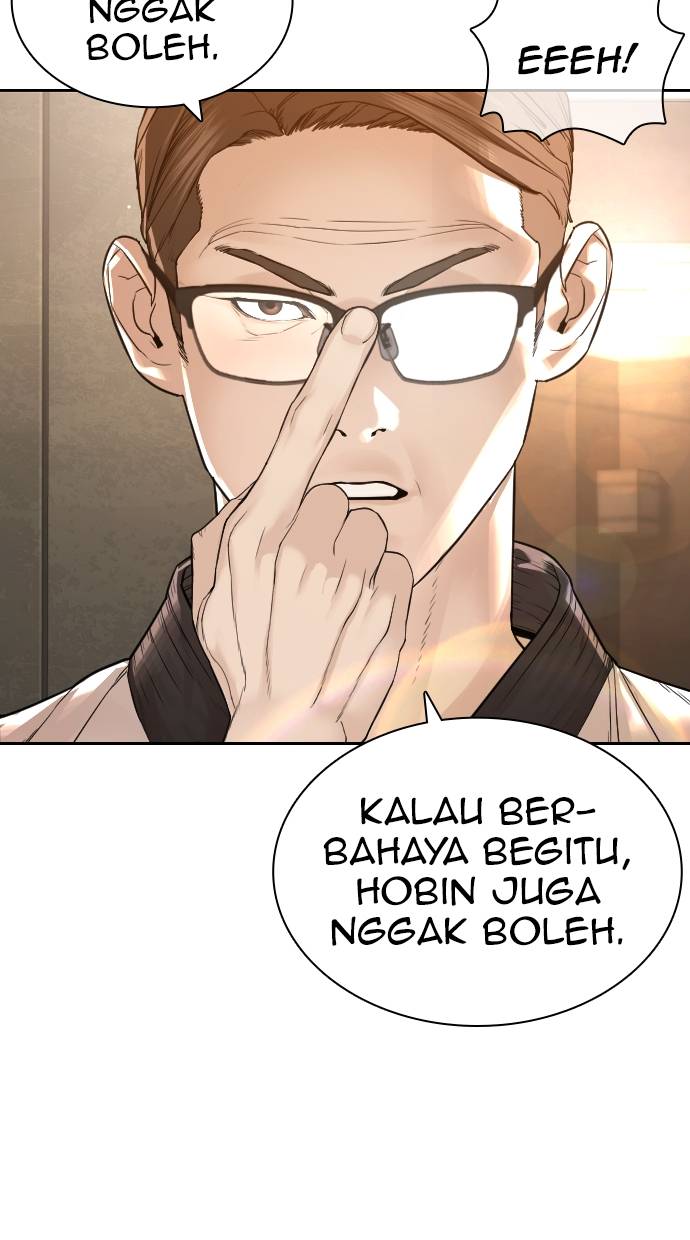 NGGAK
BOLEH.
EEEH!
KALAU BER-
BAHAYA BEGITU,
HOBIN JUGA
NGGAK BOLEH.